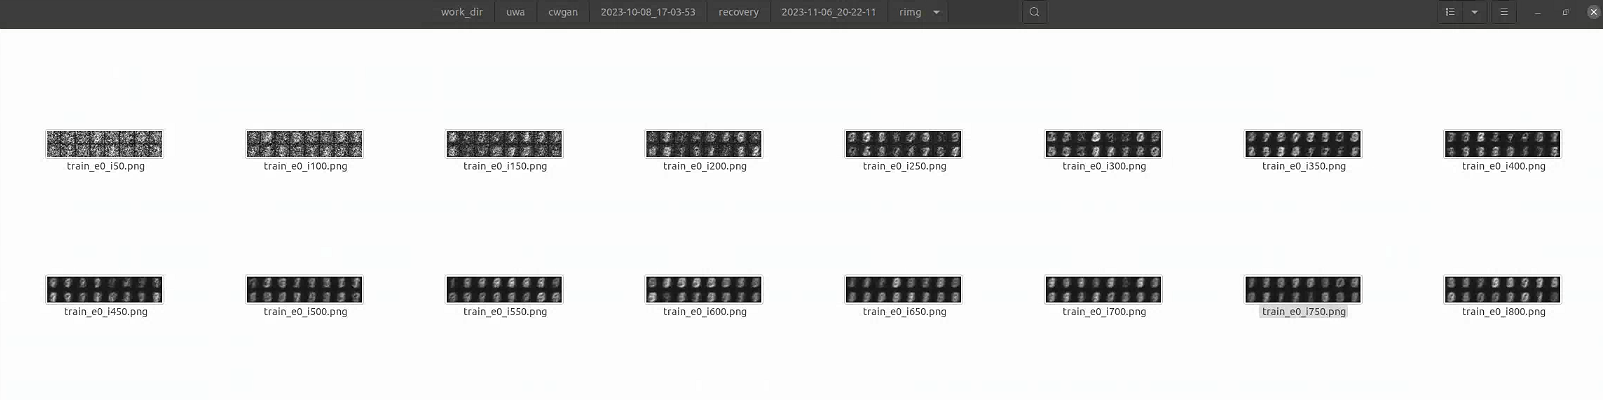 work_dir uwa cwgan 2023-10-08_17-03-53 recovery 2023-11-06_20-22-11 rimg
train_e0_i50.png train_e0_i100.png train_e0_i150.png train_e0_i200.png train_e0_i250.png train_e0_i300.png train_e0_i350.png train_e0_i400.png
train_e0_i450.png train_e0_i500.png train_e0_i550.png train_e0_i600.png train_e0_i650.png train_e0_i700.png train_e0_i750.png train_e0_i800.png